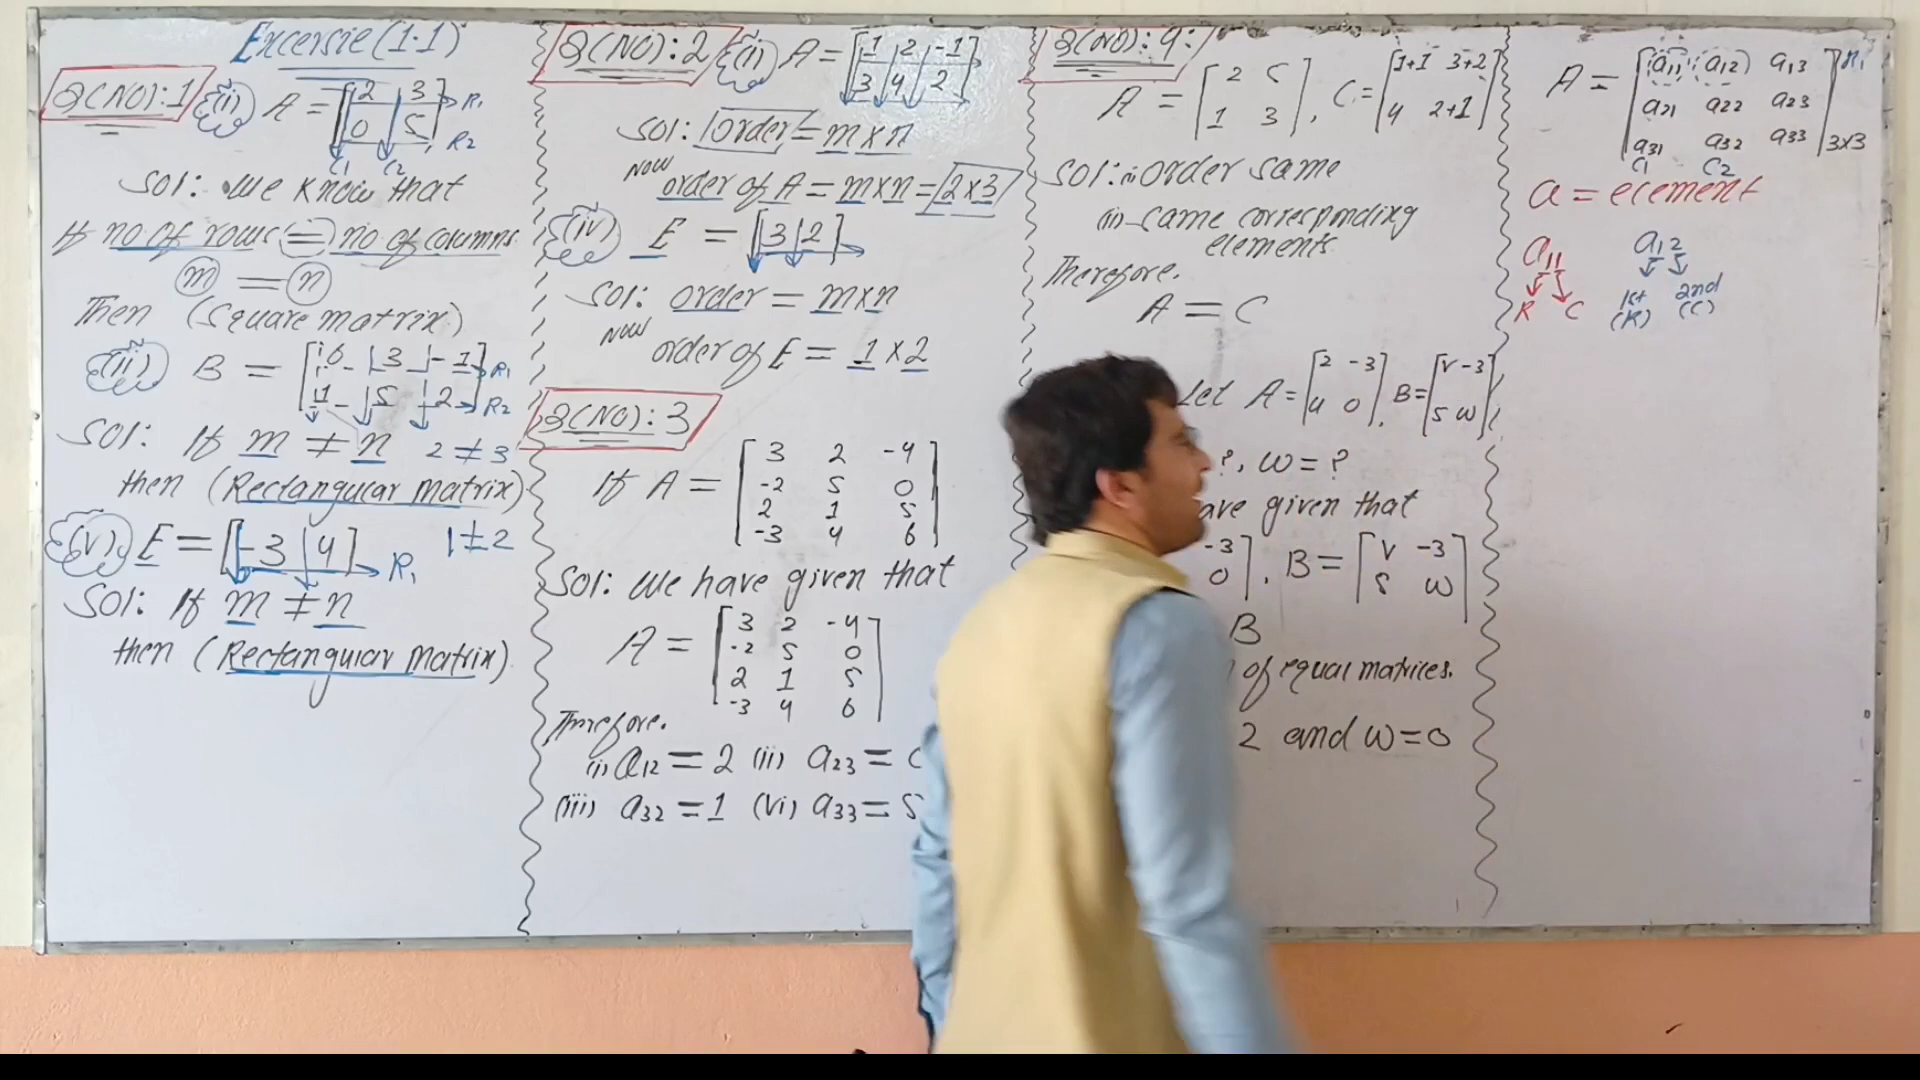 Excersie (1.1)
Q(NO):1 (i) A = [2 3] R1
[0 5] R2
C1 C2
Sol: We know that
If no of rows = no of columns
m = n
Then (Square matrix)
(ii) B = [6 3 -1] R1
[1 5 2] R2
Sol: If m ≠ n 2 ≠ 3
then (Rectangular matrix)
(v) E = [-3 4] R1 1 ≠ 2
Sol: If m ≠ n
then (Rectangular matrix)
Q(NO):2 (i) A = [1 2 -1]
[3 4 2]
Sol: Order = m×n
Now
order of A = m×n = 2×3
(iv) E = [3 2]
Sol: order = m×n
Now
order of E = 1×2
Q(NO):3
If A = [3 2 -4]
[-2 5 0]
[2 1 5]
[-3 4 6]
Sol: We have given that
A = [3 2 -4]
[-2 5 0]
[2 1 5]
[-3 4 6]
Therefore.
(i) a12 = 2 (ii) a23 =
(iii) a32 = 1 (vi) a33 = 5
Q(NO):4:
A = [2 5], C = [1+1 3+2]
[1 3] [4 2+1]
Sol: (i) Order same
(ii) Same corresponding
elements.
Therefore.
A = C
Let A = [2 -3], B = [v -3],
[4 0] [5 w]
?, w = ?
ave given that
-3], B = [v -3]
0] [5 w]
B
of equal matrices.
2 and w = 0
A = [a11 a12 a13] R1
[a21 a22 a23]
[a31 a32 a33] 3×3
C1 C2
a = element
a11 a12
R C 1st 2nd
(R) (C)